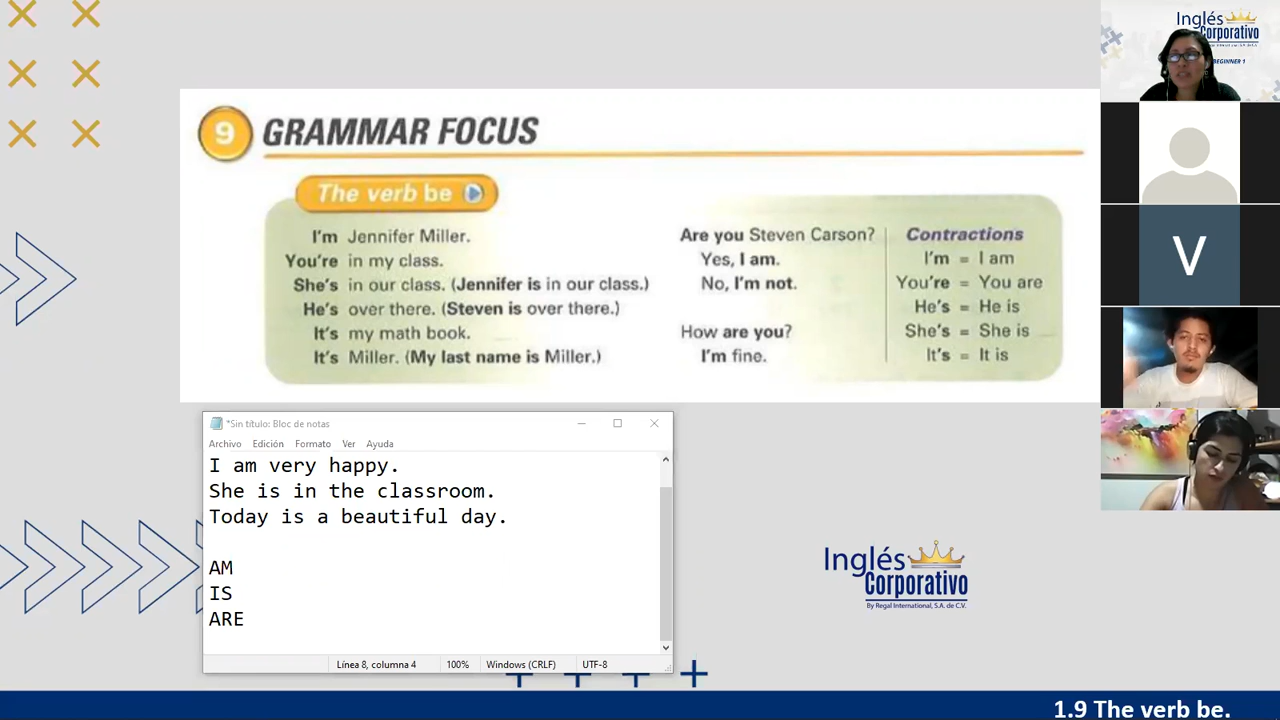 9 GRAMMAR FOCUS
The verb be
I'm Jennifer Miller.
You're in my class.
She's in our class. (Jennifer is in our class.)
He's over there. (Steven is over there.)
It's my math book.
It's Miller. (My last name is Miller.)
Are you Steven Carson?
Yes, I am.
No, I'm not.
How are you?
I'm fine.
Contractions
I'm = I am
You're = You are
He's = He is
She's = She is
It's = It is
*Sin título: Bloc de notas
Archivo Edición Formato Ver Ayuda
I am very happy.
She is in the classroom.
Today is a beautiful day.
AM
IS
ARE
Línea 8, columna 4 100% Windows (CRLF) UTF-8
Inglés
Corporativo
By Regal International, S.A. de C.V.
1.9 The verb be.
Inglés
Corporativo
BEGINNER 1
V